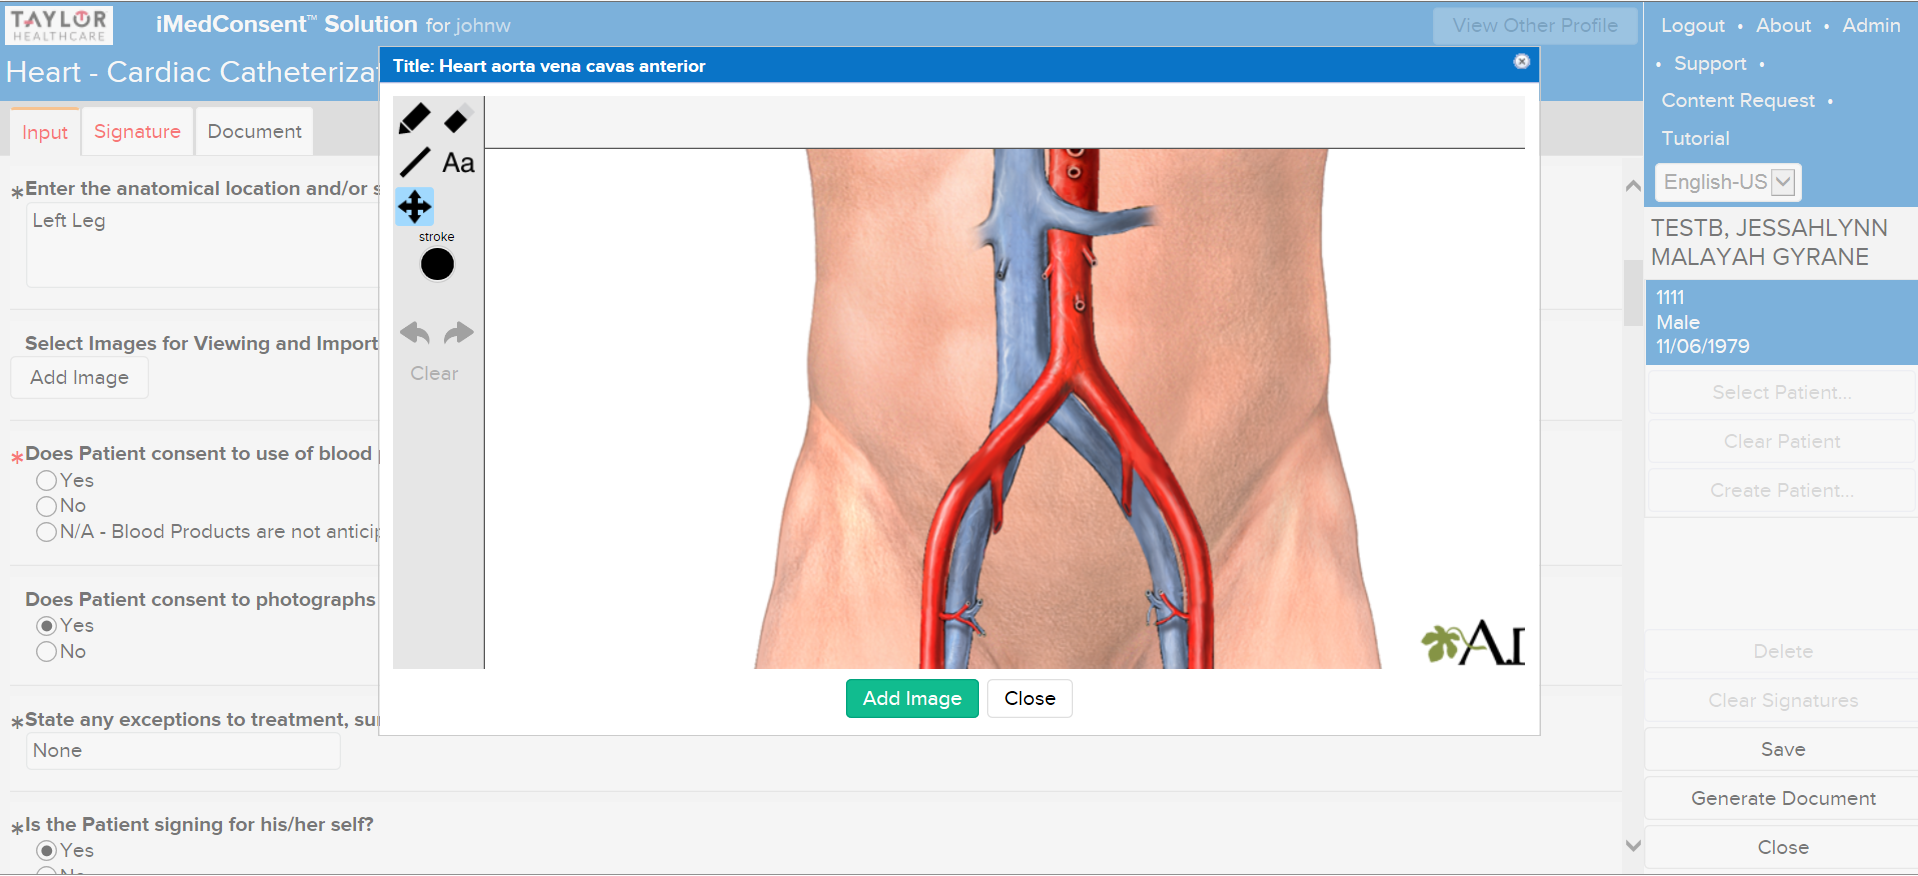 TAYLOR
HEALTHCARE
iMedConsent™ Solution for johnw
View Other Profile
Logout • About • Admin
• Support •
Content Request •
Tutorial
English-US
Heart - Cardiac Catheteriza
Input
Signature
Document
Title: Heart aorta vena cavas anterior
Aa
stroke
Clear
Add Image
Close
*Enter the anatomical location and/or s
Left Leg
Select Images for Viewing and Import
Add Image
*Does Patient consent to use of blood
Yes
No
N/A - Blood Products are not antici
Does Patient consent to photographs
Yes
No
*State any exceptions to treatment, su
None
*Is the Patient signing for his/her self?
Yes
TESTB, JESSAHLYNN
MALAYAH GYRANE
1111
Male
11/06/1979
Select Patient...
Clear Patient
Create Patient...
Delete
Clear Signatures
Save
Generate Document
Close